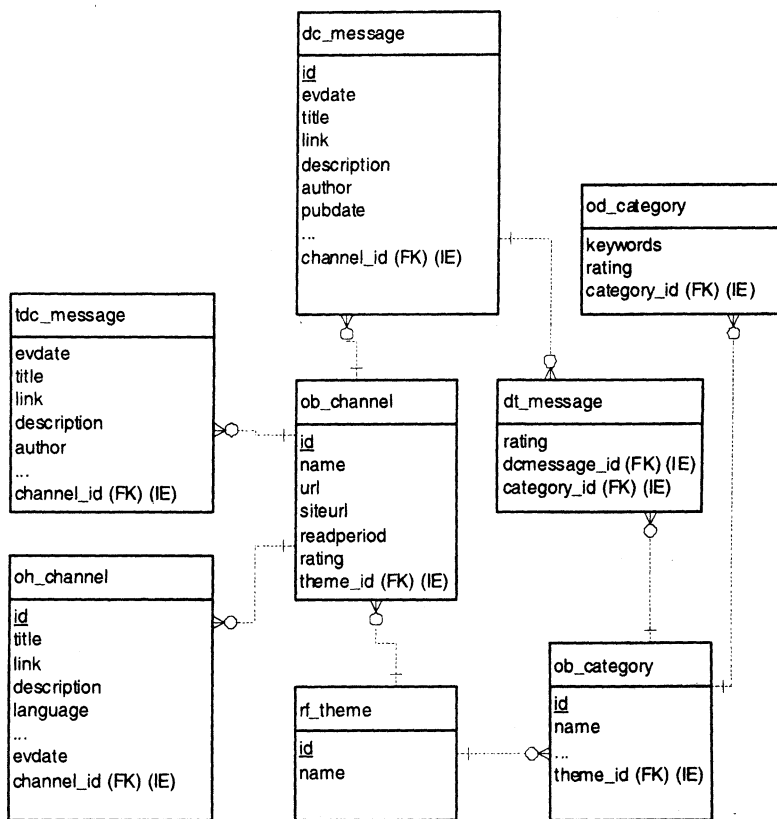 dc_message
id
evdate
title
link
description
author
pubdate
...
channel_id (FK) (IE)
od_category
keywords
rating
category_id (FK) (IE)
tdc_message
evdate
title
link
description
author
...
channel_id (FK) (IE)
ob_channel
id
name
url
siteurl
readperiod
rating
theme_id (FK) (IE)
dt_message
rating
dcmessage_id (FK) (IE)
category_id (FK) (IE)
oh_channel
id
title
link
description
language
...
evdate
channel_id (FK) (IE)
rf_theme
id
name
ob_category
id
name
...
theme_id (FK) (IE)